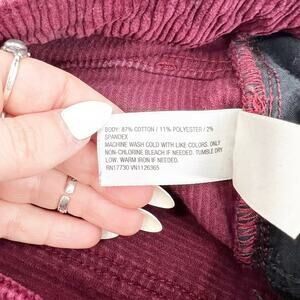 BODY: 87% COTTON / 11% POLYESTER / 2%
SPANDEX
MACHINE WASH COLD WITH LIKE COLORS. ONLY
NON-CHLORINE BLEACH IF NEEDED. TUMBLE DRY
LOW. WARM IRON IF NEEDED.
RN17730 VN1126365